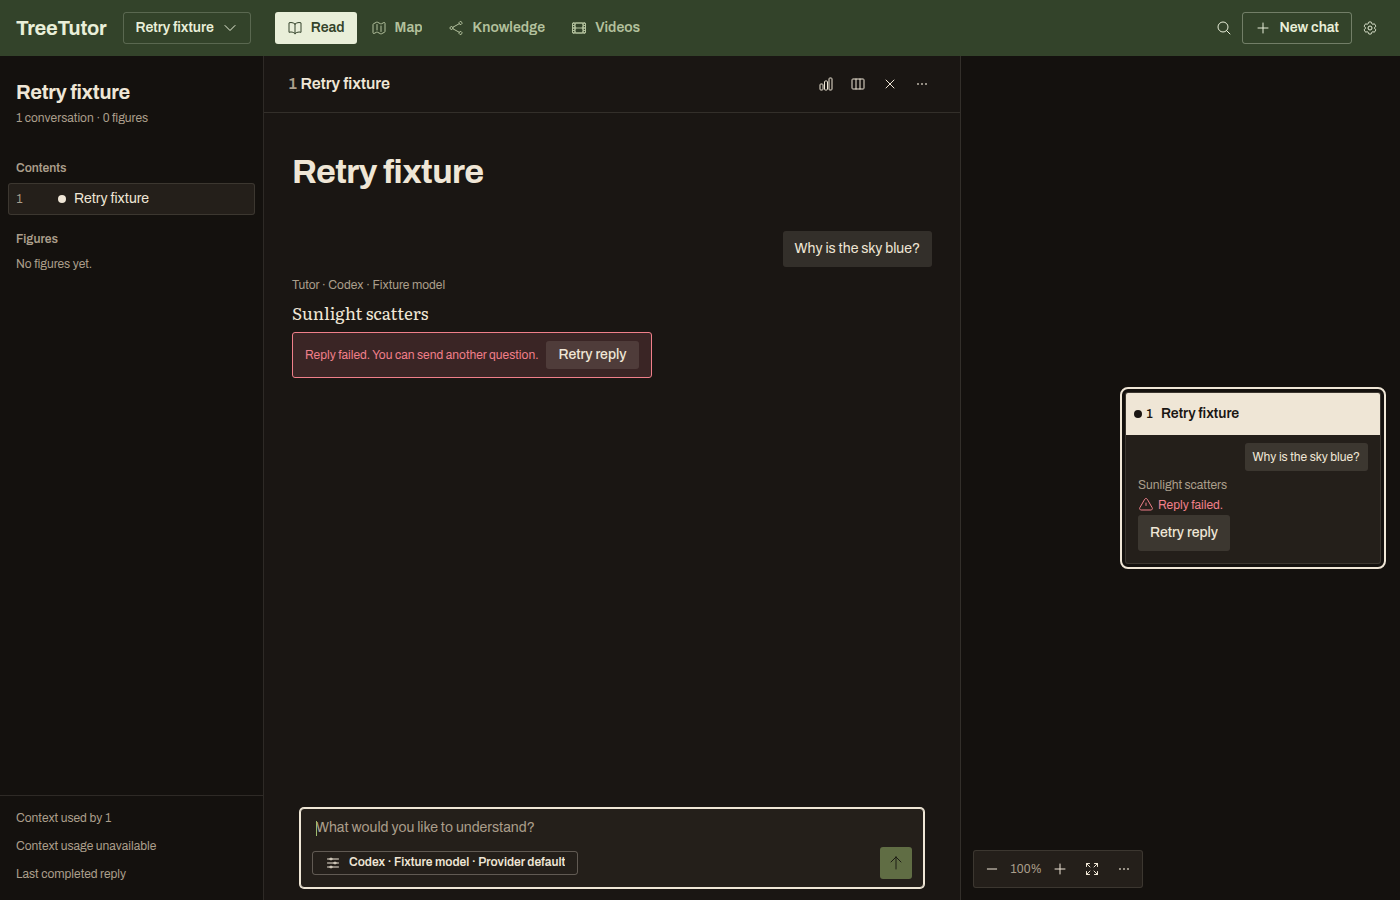 TreeTutor
Retry fixture
Read
Map
Knowledge
Videos
New chat
Retry fixture
1 conversation · 0 figures
Contents
1 Retry fixture
Figures
No figures yet.
Context used by 1
Context usage unavailable
Last completed reply
1 Retry fixture
Retry fixture
Why is the sky blue?
Tutor · Codex · Fixture model
Sunlight scatters
Reply failed. You can send another question. Retry reply
What would you like to understand?
Codex · Fixture model · Provider default
1 Retry fixture
Why is the sky blue?
Sunlight scatters
Reply failed.
Retry reply
100%